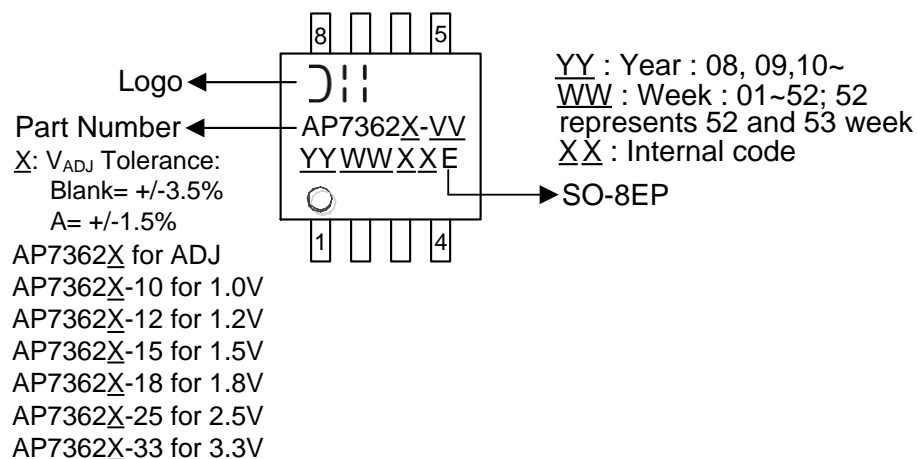 8 5
Logo
Part Number
AP7362X-VV
YYWWXXE
1 4
X: VADJ Tolerance:
Blank= +/-3.5%
A= +/-1.5%
AP7362X for ADJ
AP7362X-10 for 1.0V
AP7362X-12 for 1.2V
AP7362X-15 for 1.5V
AP7362X-18 for 1.8V
AP7362X-25 for 2.5V
AP7362X-33 for 3.3V
YY : Year : 08, 09,10~
WW : Week : 01~52; 52
represents 52 and 53 week
XX : Internal code
SO-8EP